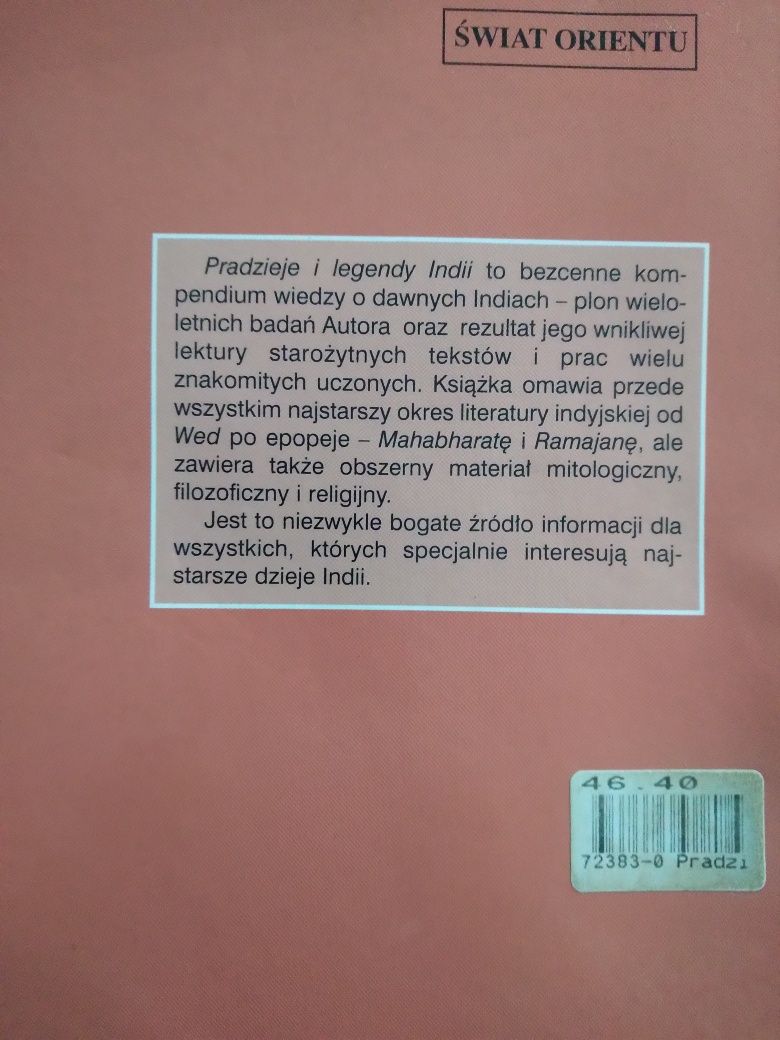 ŚWIAT ORIENTU
Pradzieje i legendy Indii to bezcenne kom-
pendium wiedzy o dawnych Indiach – plon wielo-
letnich badań Autora oraz rezultat jego wnikliwej
lektury starożytnych tekstów i prac wielu
znakomitych uczonych. Książka omawia przede
wszystkim najstarszy okres literatury indyjskiej od
Wed po epopeje – Mahabharatę i Ramajanę, ale
zawiera także obszerny materiał mitologiczny,
filozoficzny i religijny.
Jest to niezwykle bogate źródło informacji dla
wszystkich, których specjalnie interesują naj-
starsze dzieje Indii.
46.40
72383-0 Pradzi